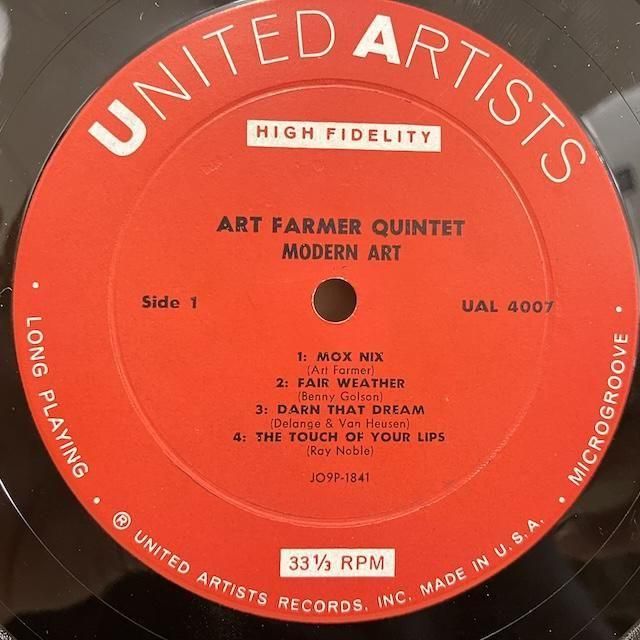 UNITED ARTISTS
HIGH FIDELITY
ART FARMER QUINTET
MODERN ART
Side 1
UAL 4007
1: MOX NIX
(Art Farmer)
2: FAIR WEATHER
(Benny Golson)
3: DARN THAT DREAM
(Delange & Van Heusen)
4: THE TOUCH OF YOUR LIPS
(Ray Noble)
JO9P-1841
33⅓ RPM
• LONG PLAYING •
® UNITED ARTISTS RECORDS, INC. MADE IN U.S.A.
• MICROGROOVE •